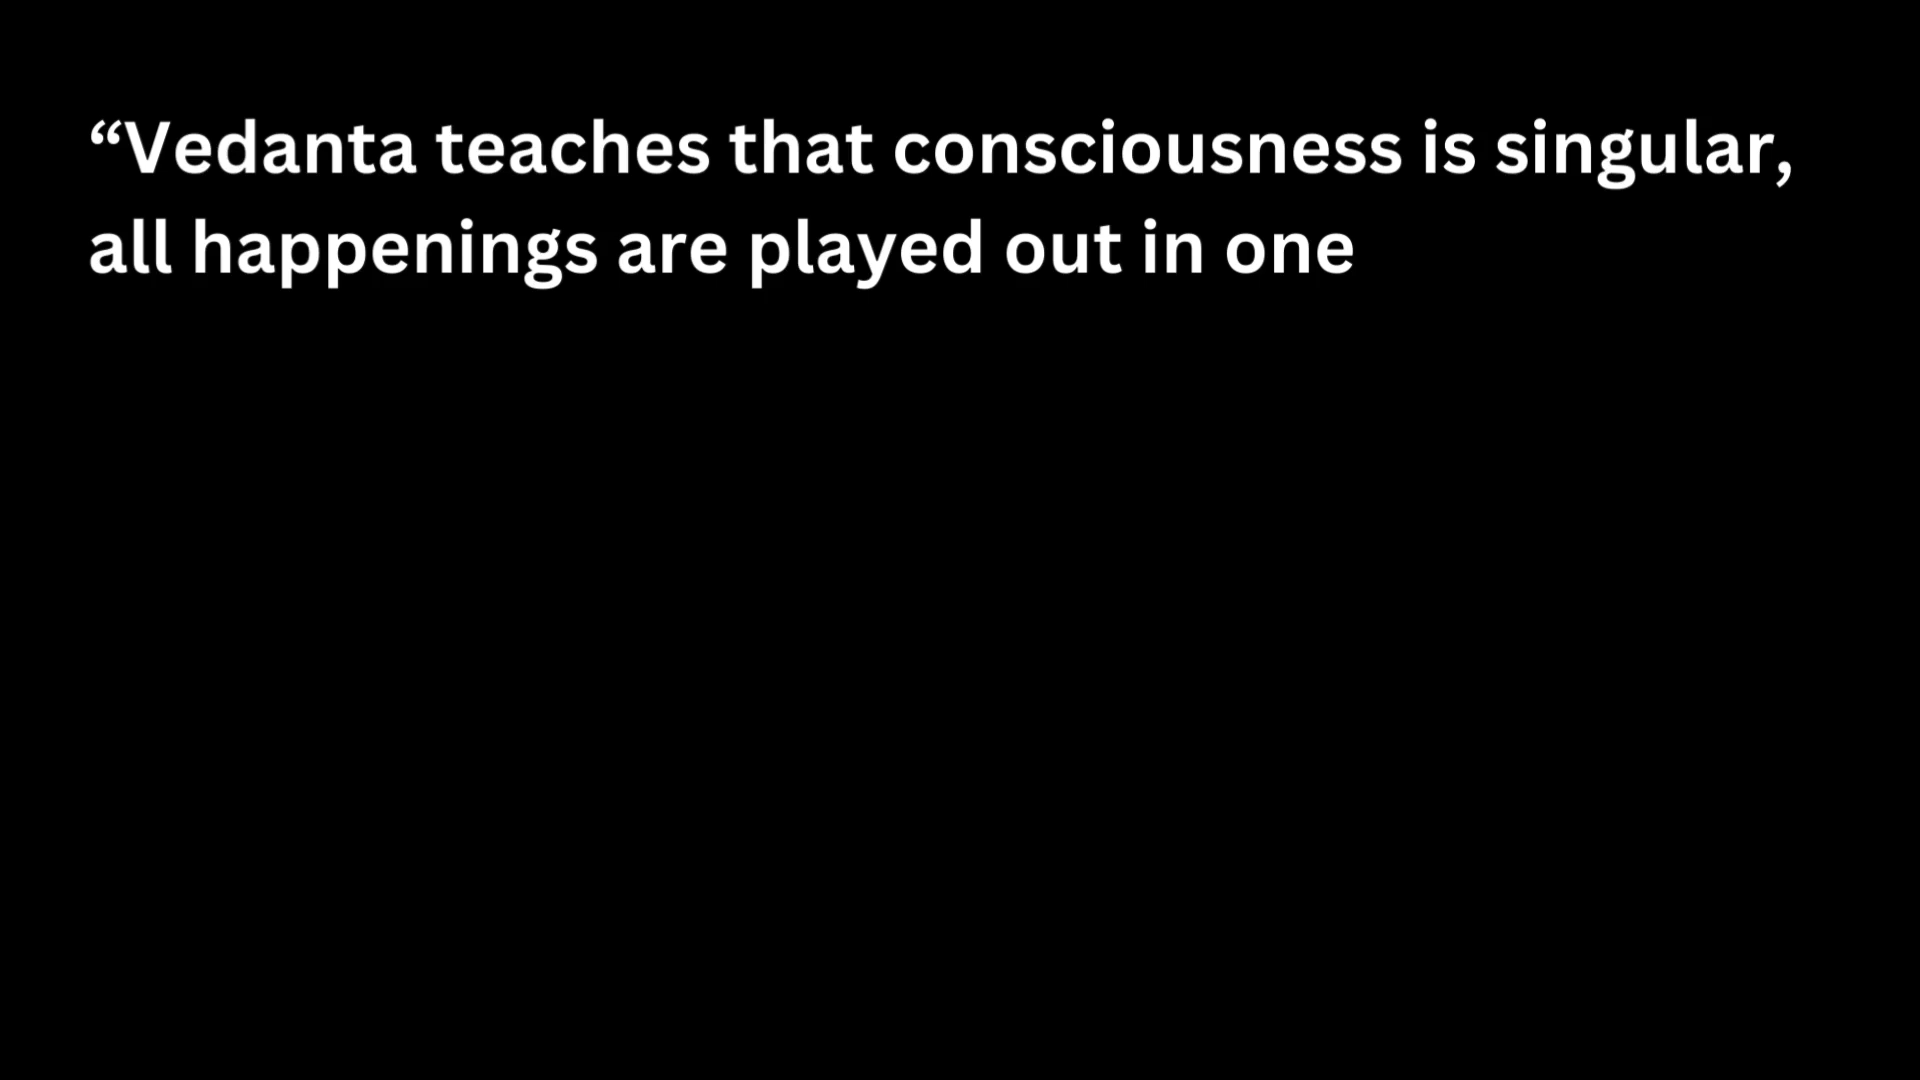 “Vedanta teaches that consciousness is singular,
all happenings are played out in one